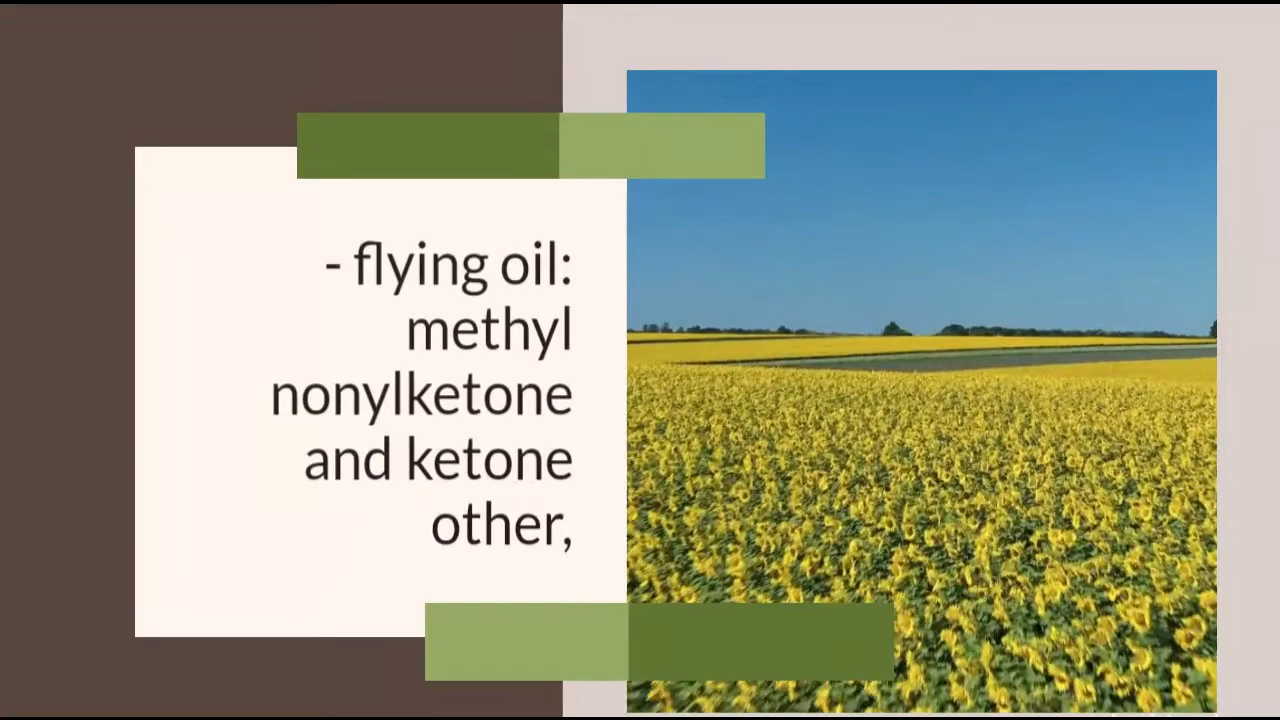 - flying oil:
methyl
nonylketone
and ketone
other,